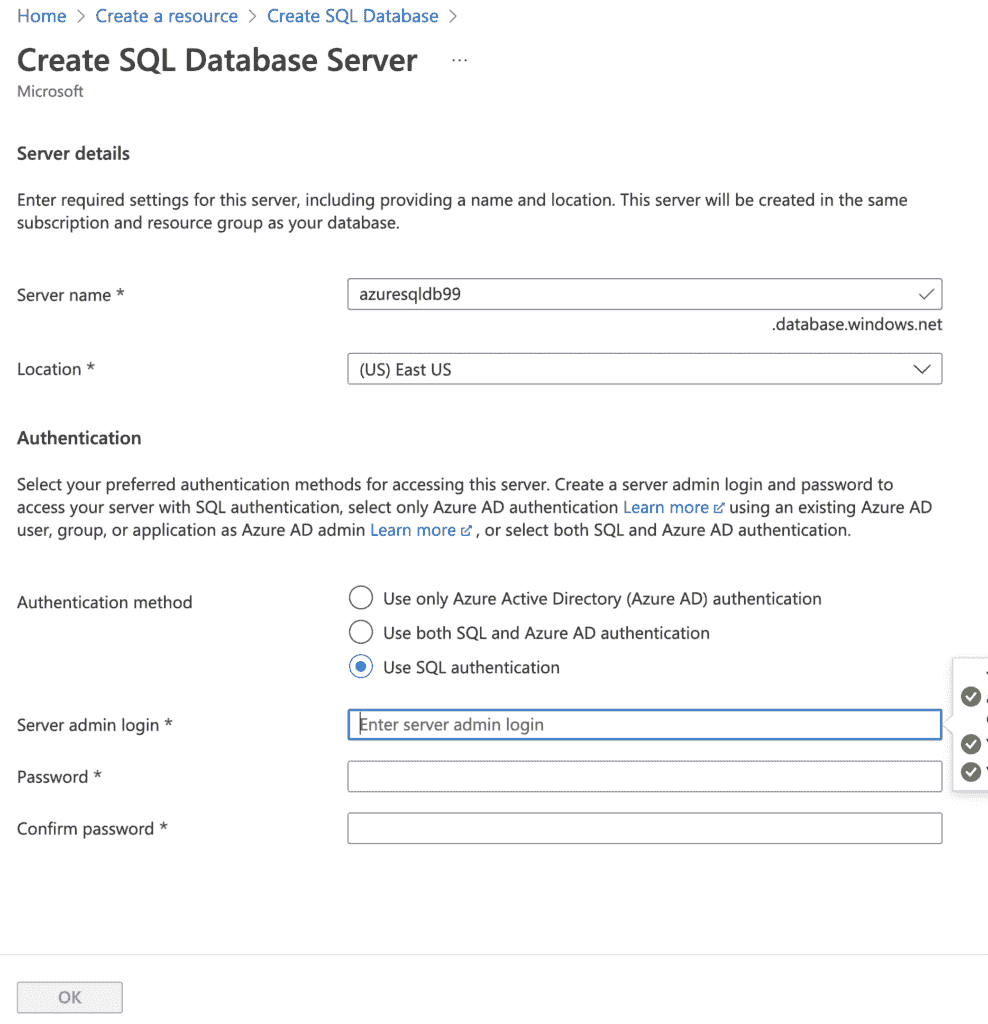 Home > Create a resource > Create SQL Database >
Create SQL Database Server ...
Microsoft
Server details
Enter required settings for this server, including providing a name and location. This server will be created in the same
subscription and resource group as your database.
Server name *
azuresqldb99
.database.windows.net
Location *
(US) East US
Authentication
Select your preferred authentication methods for accessing this server. Create a server admin login and password to
access your server with SQL authentication, select only Azure AD authentication Learn more using an existing Azure AD
user, group, or application as Azure AD admin Learn more , or select both SQL and Azure AD authentication.
Authentication method
Use only Azure Active Directory (Azure AD) authentication
Use both SQL and Azure AD authentication
Use SQL authentication
Server admin login *
Enter server admin login
Password *
Confirm password *
OK